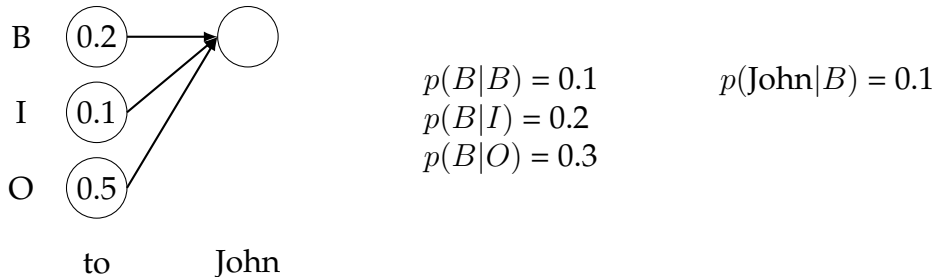 B 0.2
p(B|B) = 0.1 p(John|B) = 0.1
I 0.1
p(B|I) = 0.2
p(B|O) = 0.3
O 0.5
to John